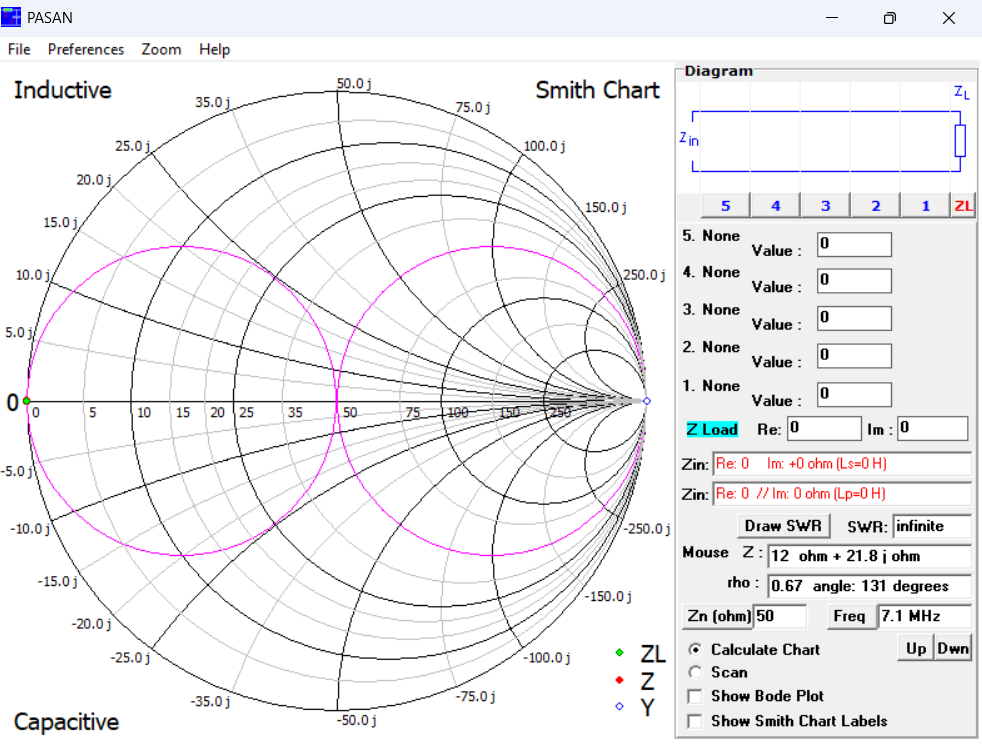 PASAN
File Preferences Zoom Help
Inductive
Smith Chart
50.0 j
35.0 j
75.0 j
25.0 j
100.0 j
20.0 j
150.0 j
15.0 j
10.0 j
250.0 j
5.0 j
0
0 5 10 15 20 25 35 50 75 100 150 250
-5.0 j
-10.0 j
-250.0 j
-15.0 j
-150.0 j
-20.0 j
-25.0 j
-100.0 j
-35.0 j
-75.0 j
-50.0 j
ZL
Z
Y
Capacitive
Diagram
ZL
Zin
5 4 3 2 1 ZL
5. None
Value : 0
4. None
Value : 0
3. None
Value : 0
2. None
Value : 0
1. None
Value : 0
Z Load Re: 0 Im : 0
Zin: Re: 0 Im: +0 ohm (Ls=0 H)
Zin: Re: 0 // Im: 0 ohm (Lp=0 H)
Draw SWR SWR: infinite
Mouse Z : 12 ohm + 21.8 j ohm
rho : 0.67 angle: 131 degrees
Zn (ohm) 50 Freq 7.1 MHz
Calculate Chart Up Dwn
Scan
Show Bode Plot
Show Smith Chart Labels